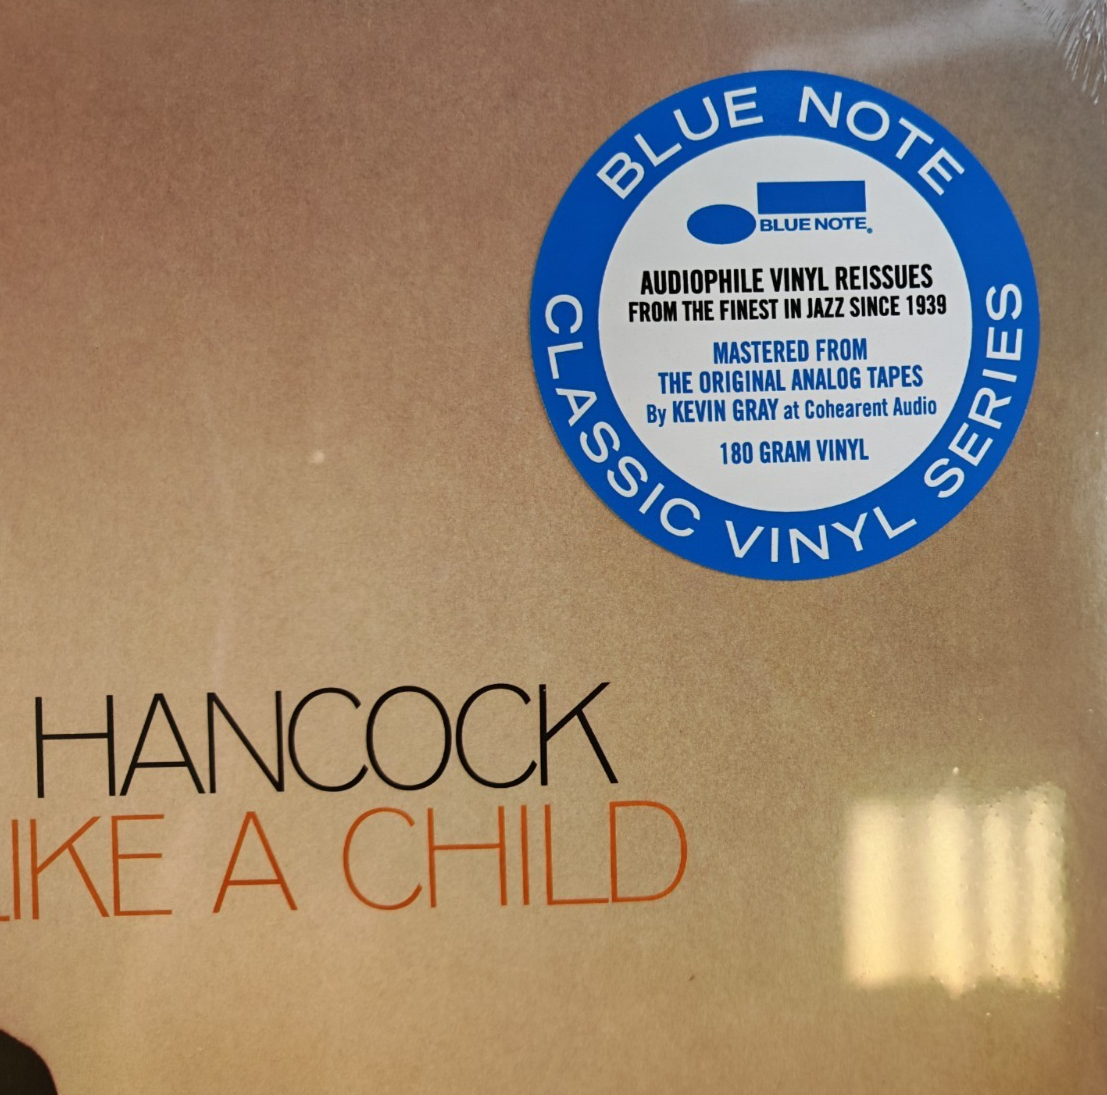 BLUE NOTE
BLUE NOTE.
AUDIOPHILE VINYL REISSUES
FROM THE FINEST IN JAZZ SINCE 1939
MASTERED FROM
THE ORIGINAL ANALOG TAPES
By KEVIN GRAY at Cohearent Audio
180 GRAM VINYL
CLASSIC VINYL SERIES
HANCOCK
LIKE A CHILD